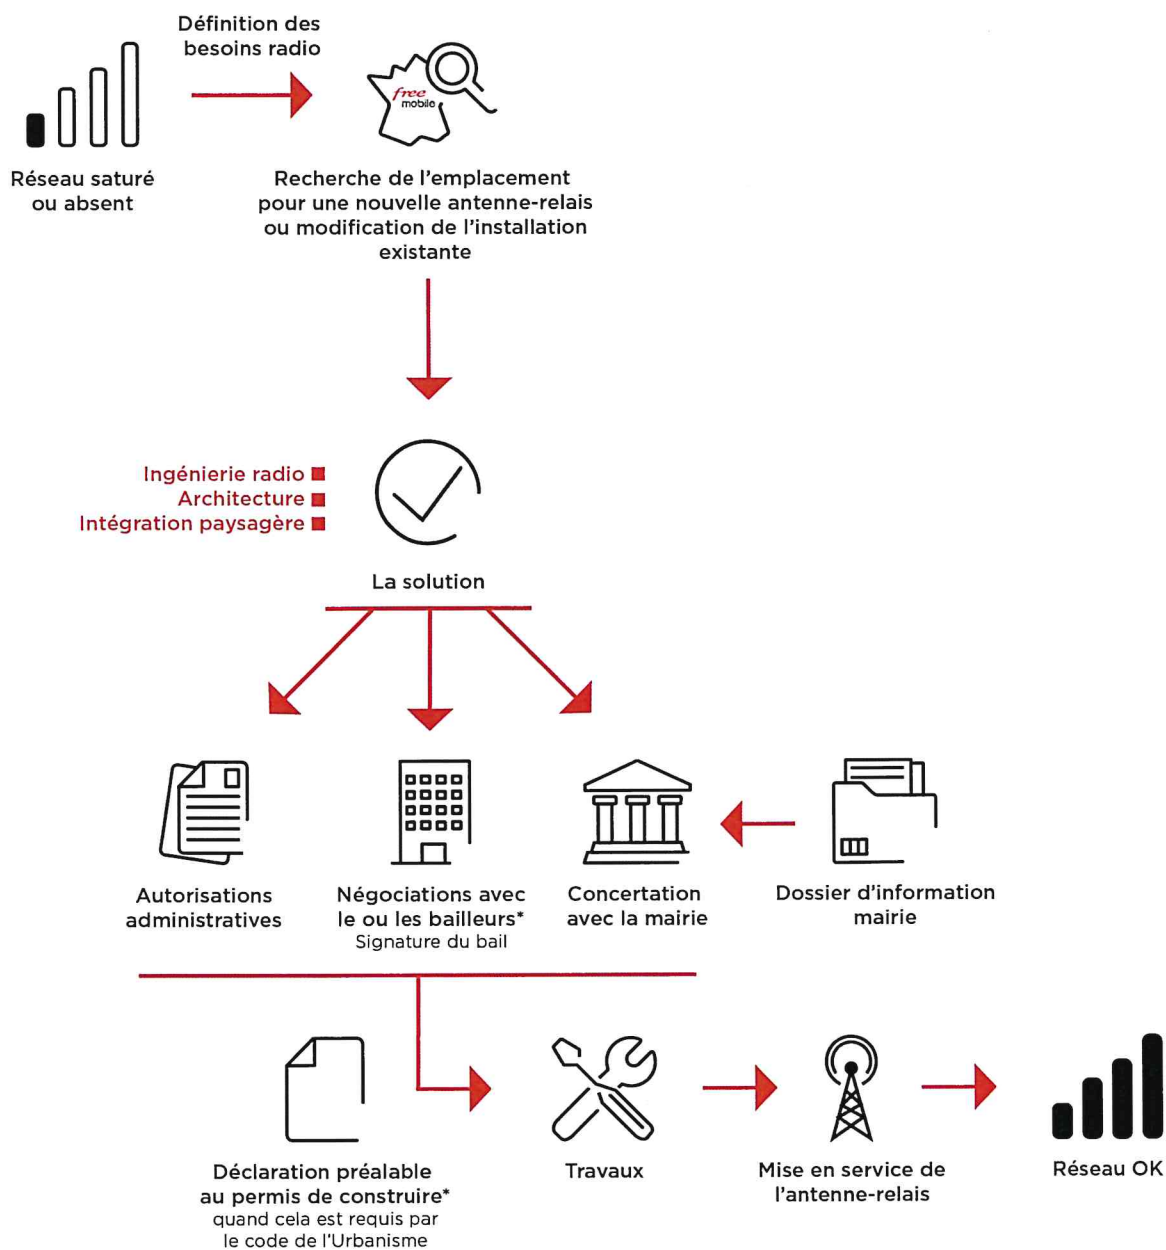 Définition des
besoins radio
free
mobile
Réseau saturé
ou absent
Recherche de l'emplacement
pour une nouvelle antenne-relais
ou modification de l'installation
existante
Ingénierie radio
Architecture
Intégration paysagère
La solution
Autorisations
administratives
Négociations avec
le ou les bailleurs*
Signature du bail
Concertation
avec la mairie
Dossier d'information
mairie
Déclaration préalable
au permis de construire*
quand cela est requis par
le code de l'Urbanisme
Travaux
Mise en service de
l'antenne-relais
Réseau OK